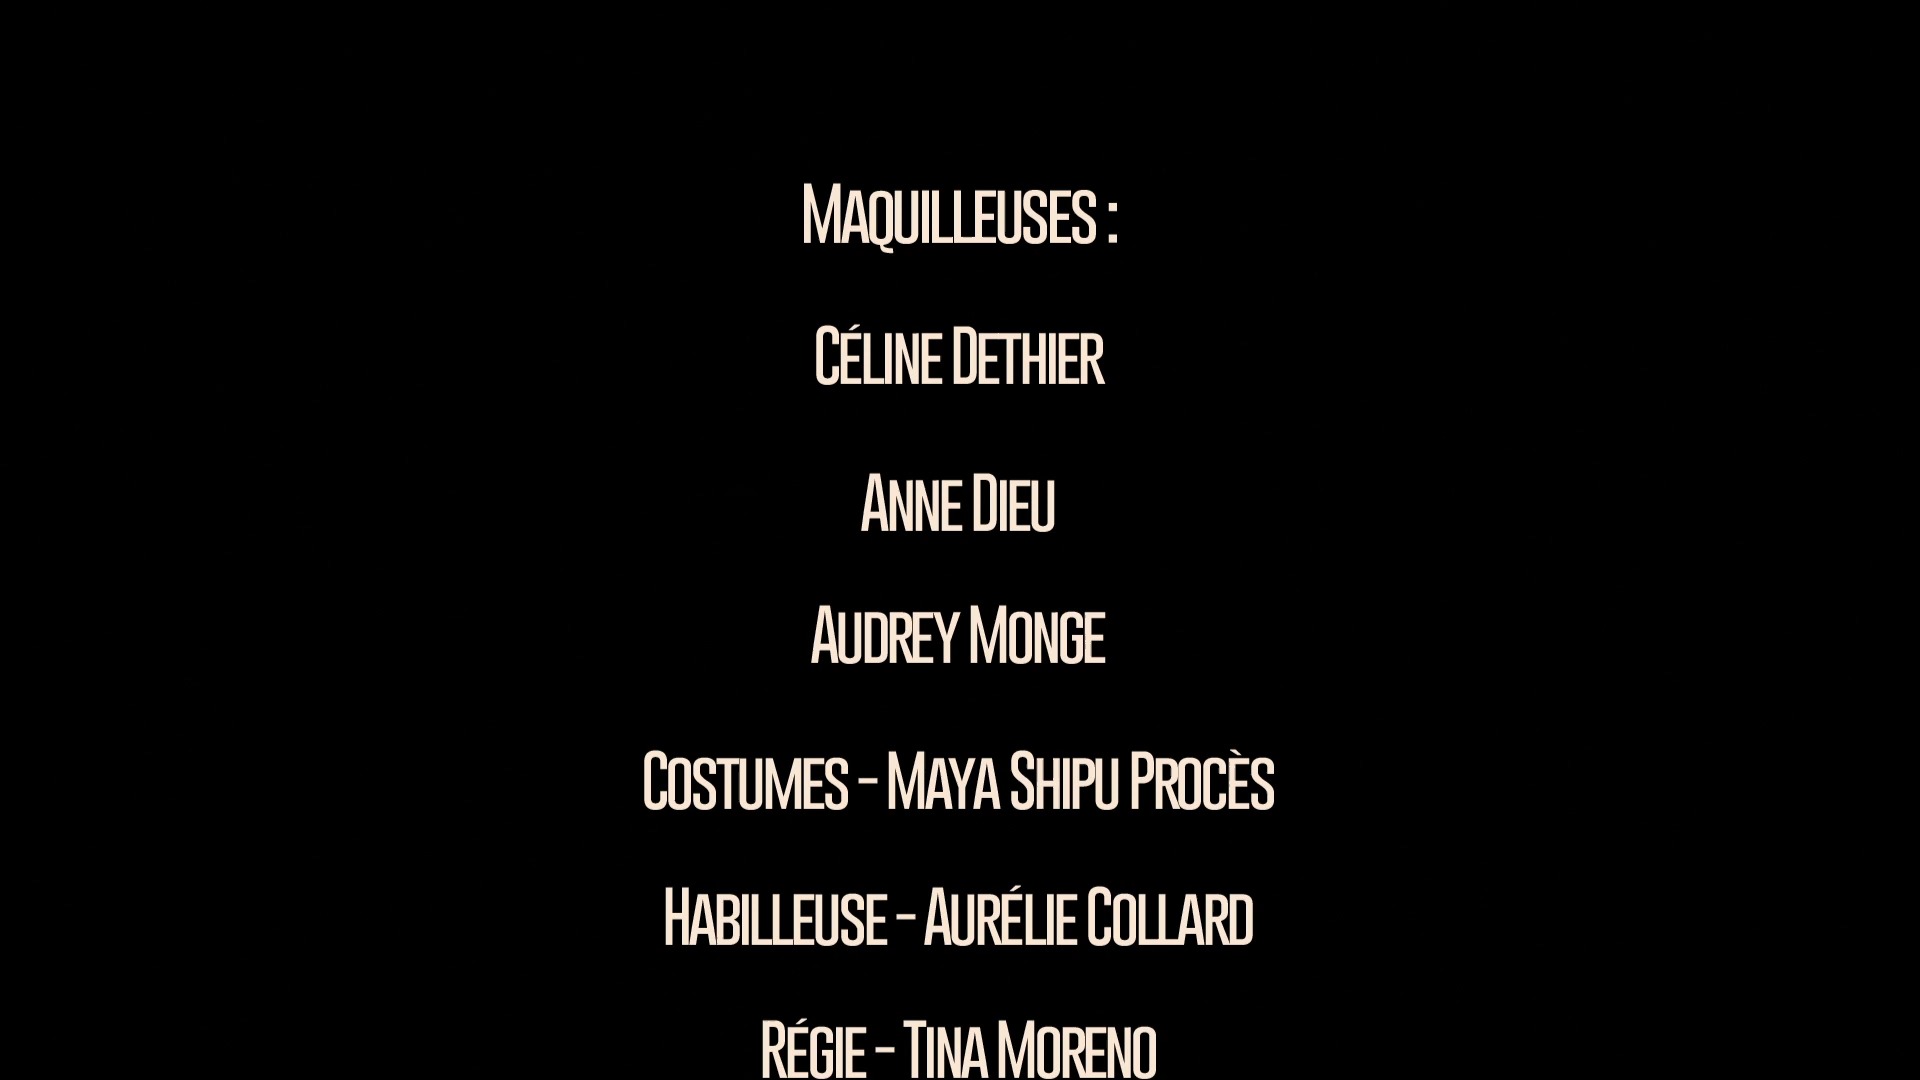 Maquilleuses :
Céline Dethier
Anne Dieu
Audrey Monge
Costumes - Maya Shipu Procès
Habilleuse - Aurélie Collard
Régie - Tina Moreno